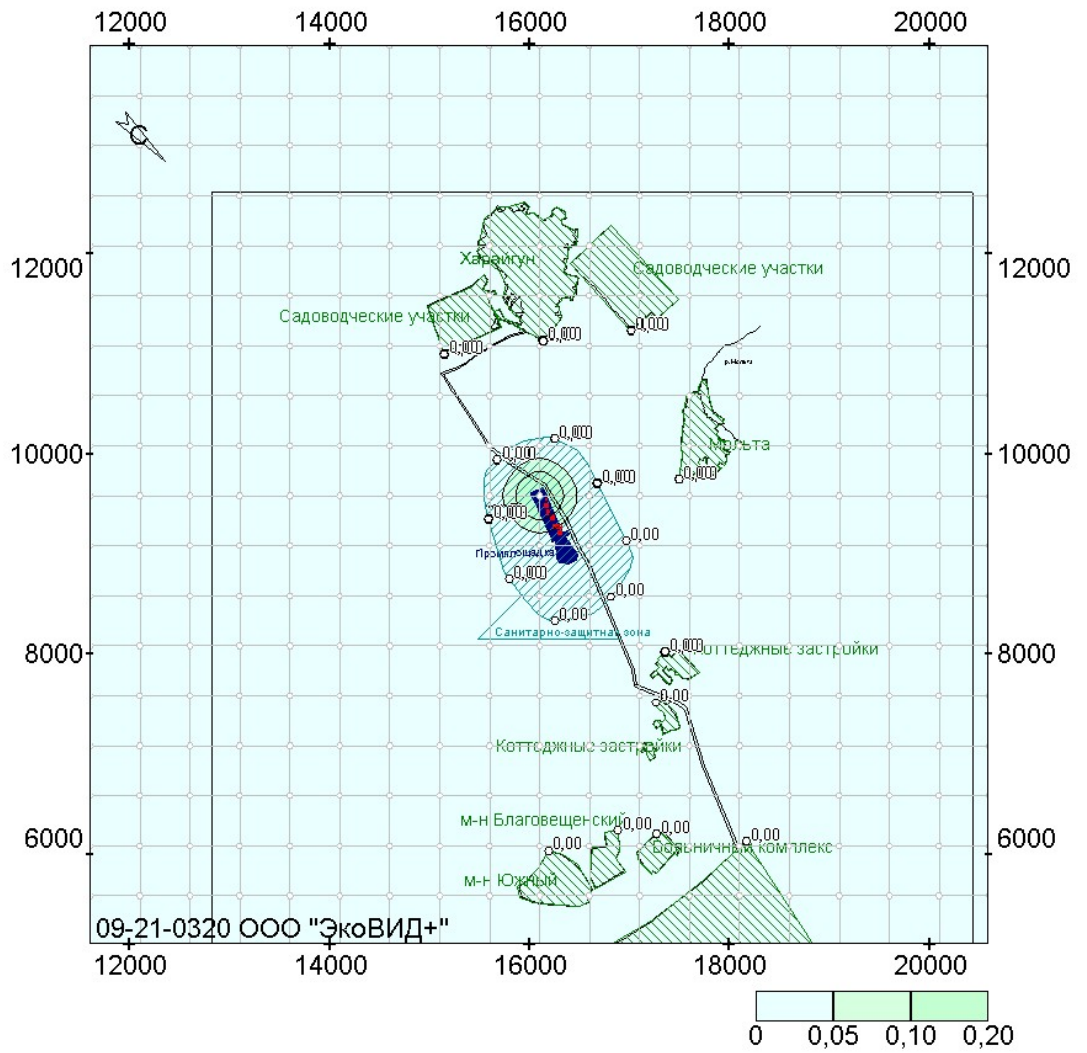 12000 14000 16000 18000 20000
С
12000 12000
Харайгун
Садоводческие участки
Садоводческие участки
0,000
0,000
0,000
10000 10000
Мольта
0,000
0,000
0,000
0,000
0,000
0,00
Промплощадка
0,000
0,00
0,00
Санитарно-защитная зона
8000 8000
0,000
оттеджные застройки
0,00
Коттеджные застройки
6000 6000
м-н Благовещенский
0,00
0,00
0,00
0,00
Больничный комплекс
м-н Южный
09-21-0320 ООО "ЭкоВИД+"
12000 14000 16000 18000 20000
0 0,05 0,10 0,20